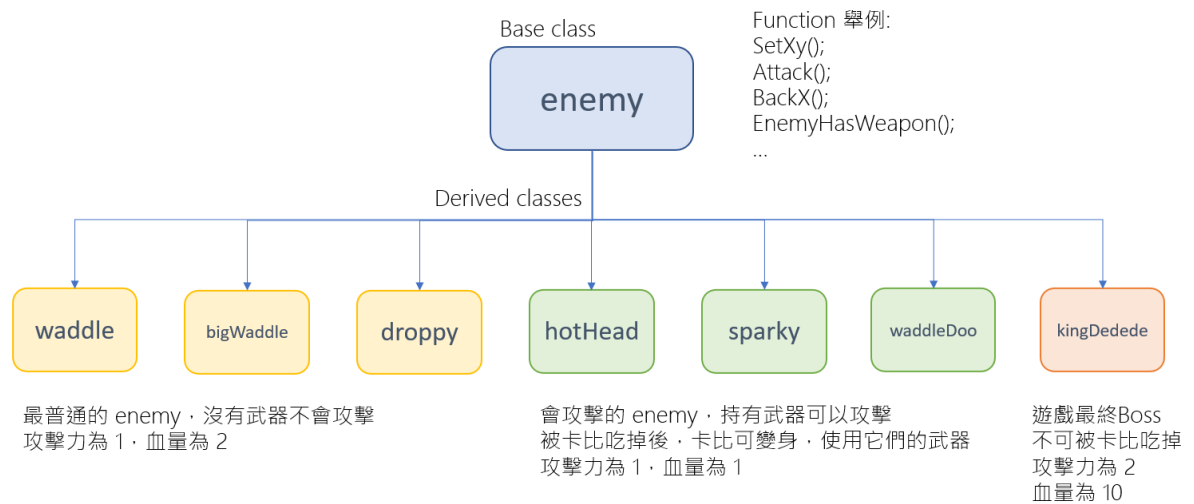 Base class
enemy
Function 舉例:
SetXy();
Attack();
BackX();
EnemyHasWeapon();
...
Derived classes
waddle
bigWaddle
droppy
hotHead
sparky
waddleDoo
kingDedede
最普通的 enemy，沒有武器不會攻擊
攻擊力為 1，血量為 2
會攻擊的 enemy，持有武器可以攻擊
被卡比吃掉後，卡比可變身，使用它們的武器
攻擊力為 1，血量為 1
遊戲最終Boss
不可被卡比吃掉
攻擊力為 2
血量為 10